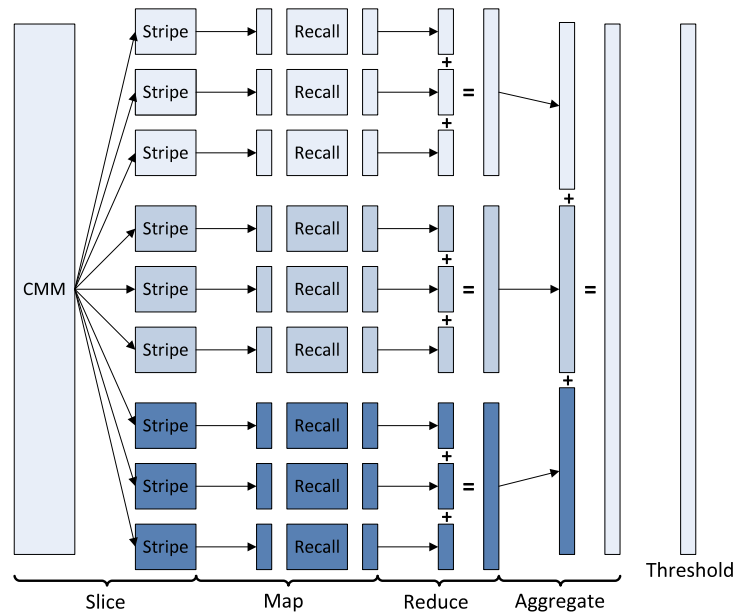 Stripe Recall
+
Stripe Recall =
+
Stripe Recall
+
Stripe Recall
+
CMM Stripe Recall = =
+
Stripe Recall
+
Stripe Recall
+
Stripe Recall =
+
Stripe Recall
Threshold
Slice Map Reduce Aggregate